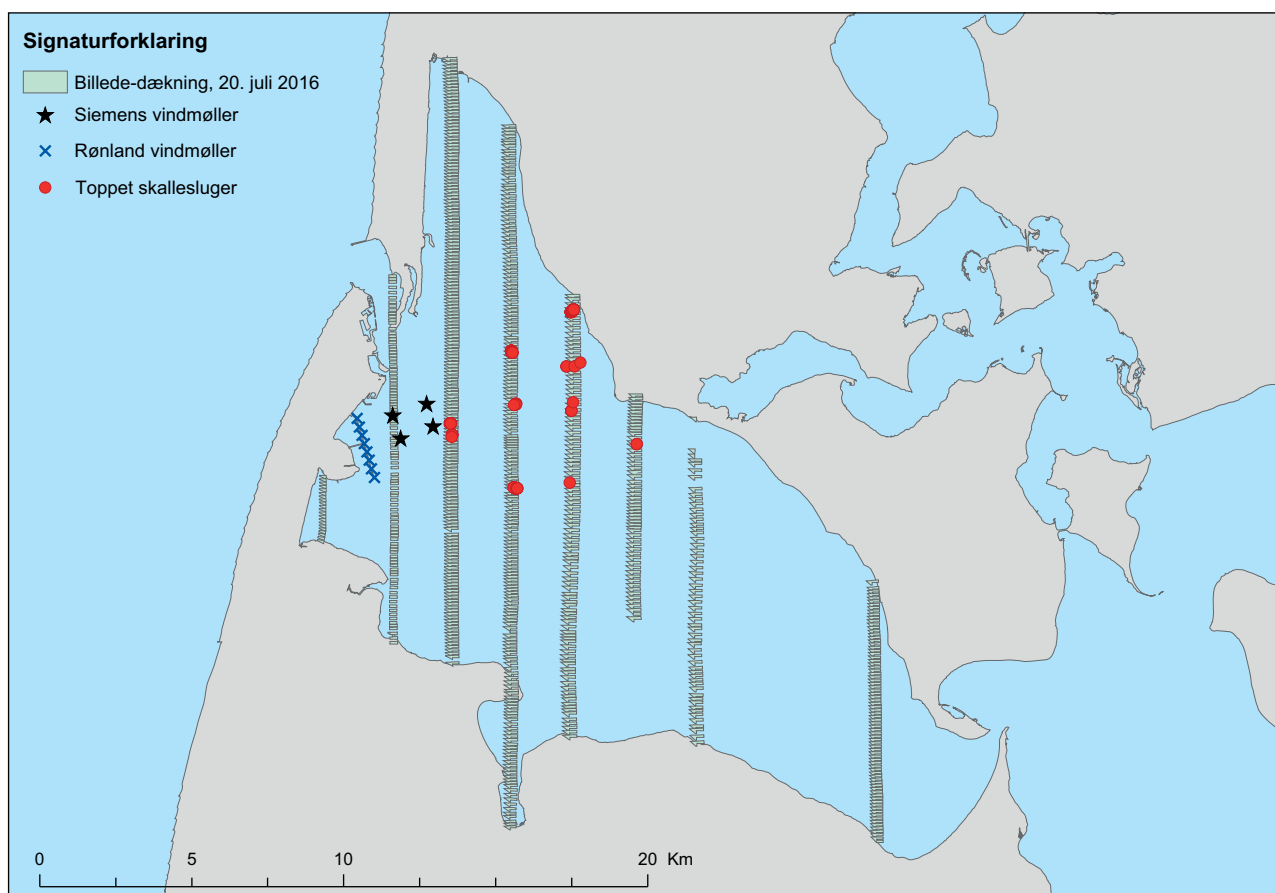 Signaturforklaring
Billede-dækning, 20. juli 2016
Siemens vindmøller
Rønland vindmøller
Toppet skallesluger
0 5 10 20 Km